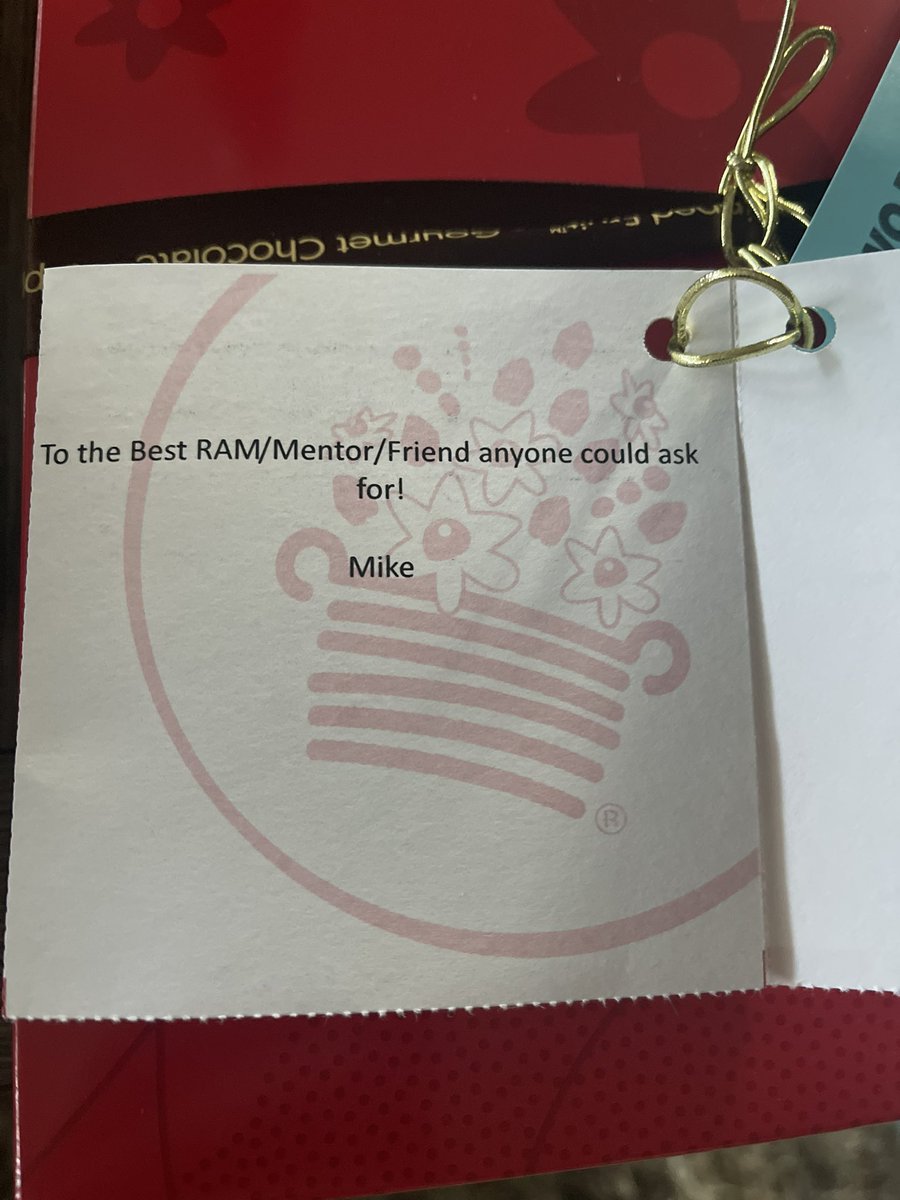 Gourmet Chocolate
To the Best RAM/Mentor/Friend anyone could ask
for!
Mike
®